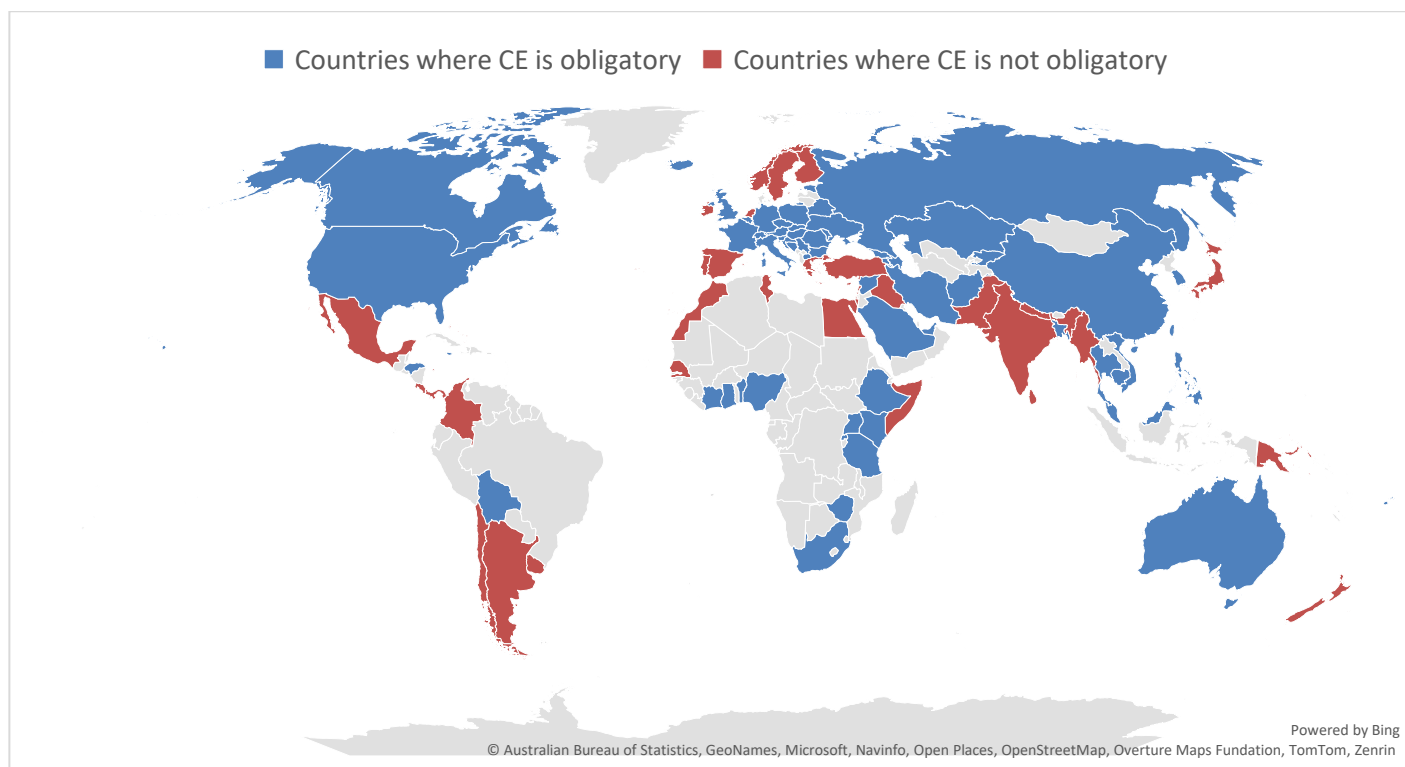 Countries where CE is obligatory Countries where CE is not obligatory
Powered by Bing
© Australian Bureau of Statistics, GeoNames, Microsoft, Navinfo, Open Places, OpenStreetMap, Overture Maps Fundation, TomTom, Zenrin